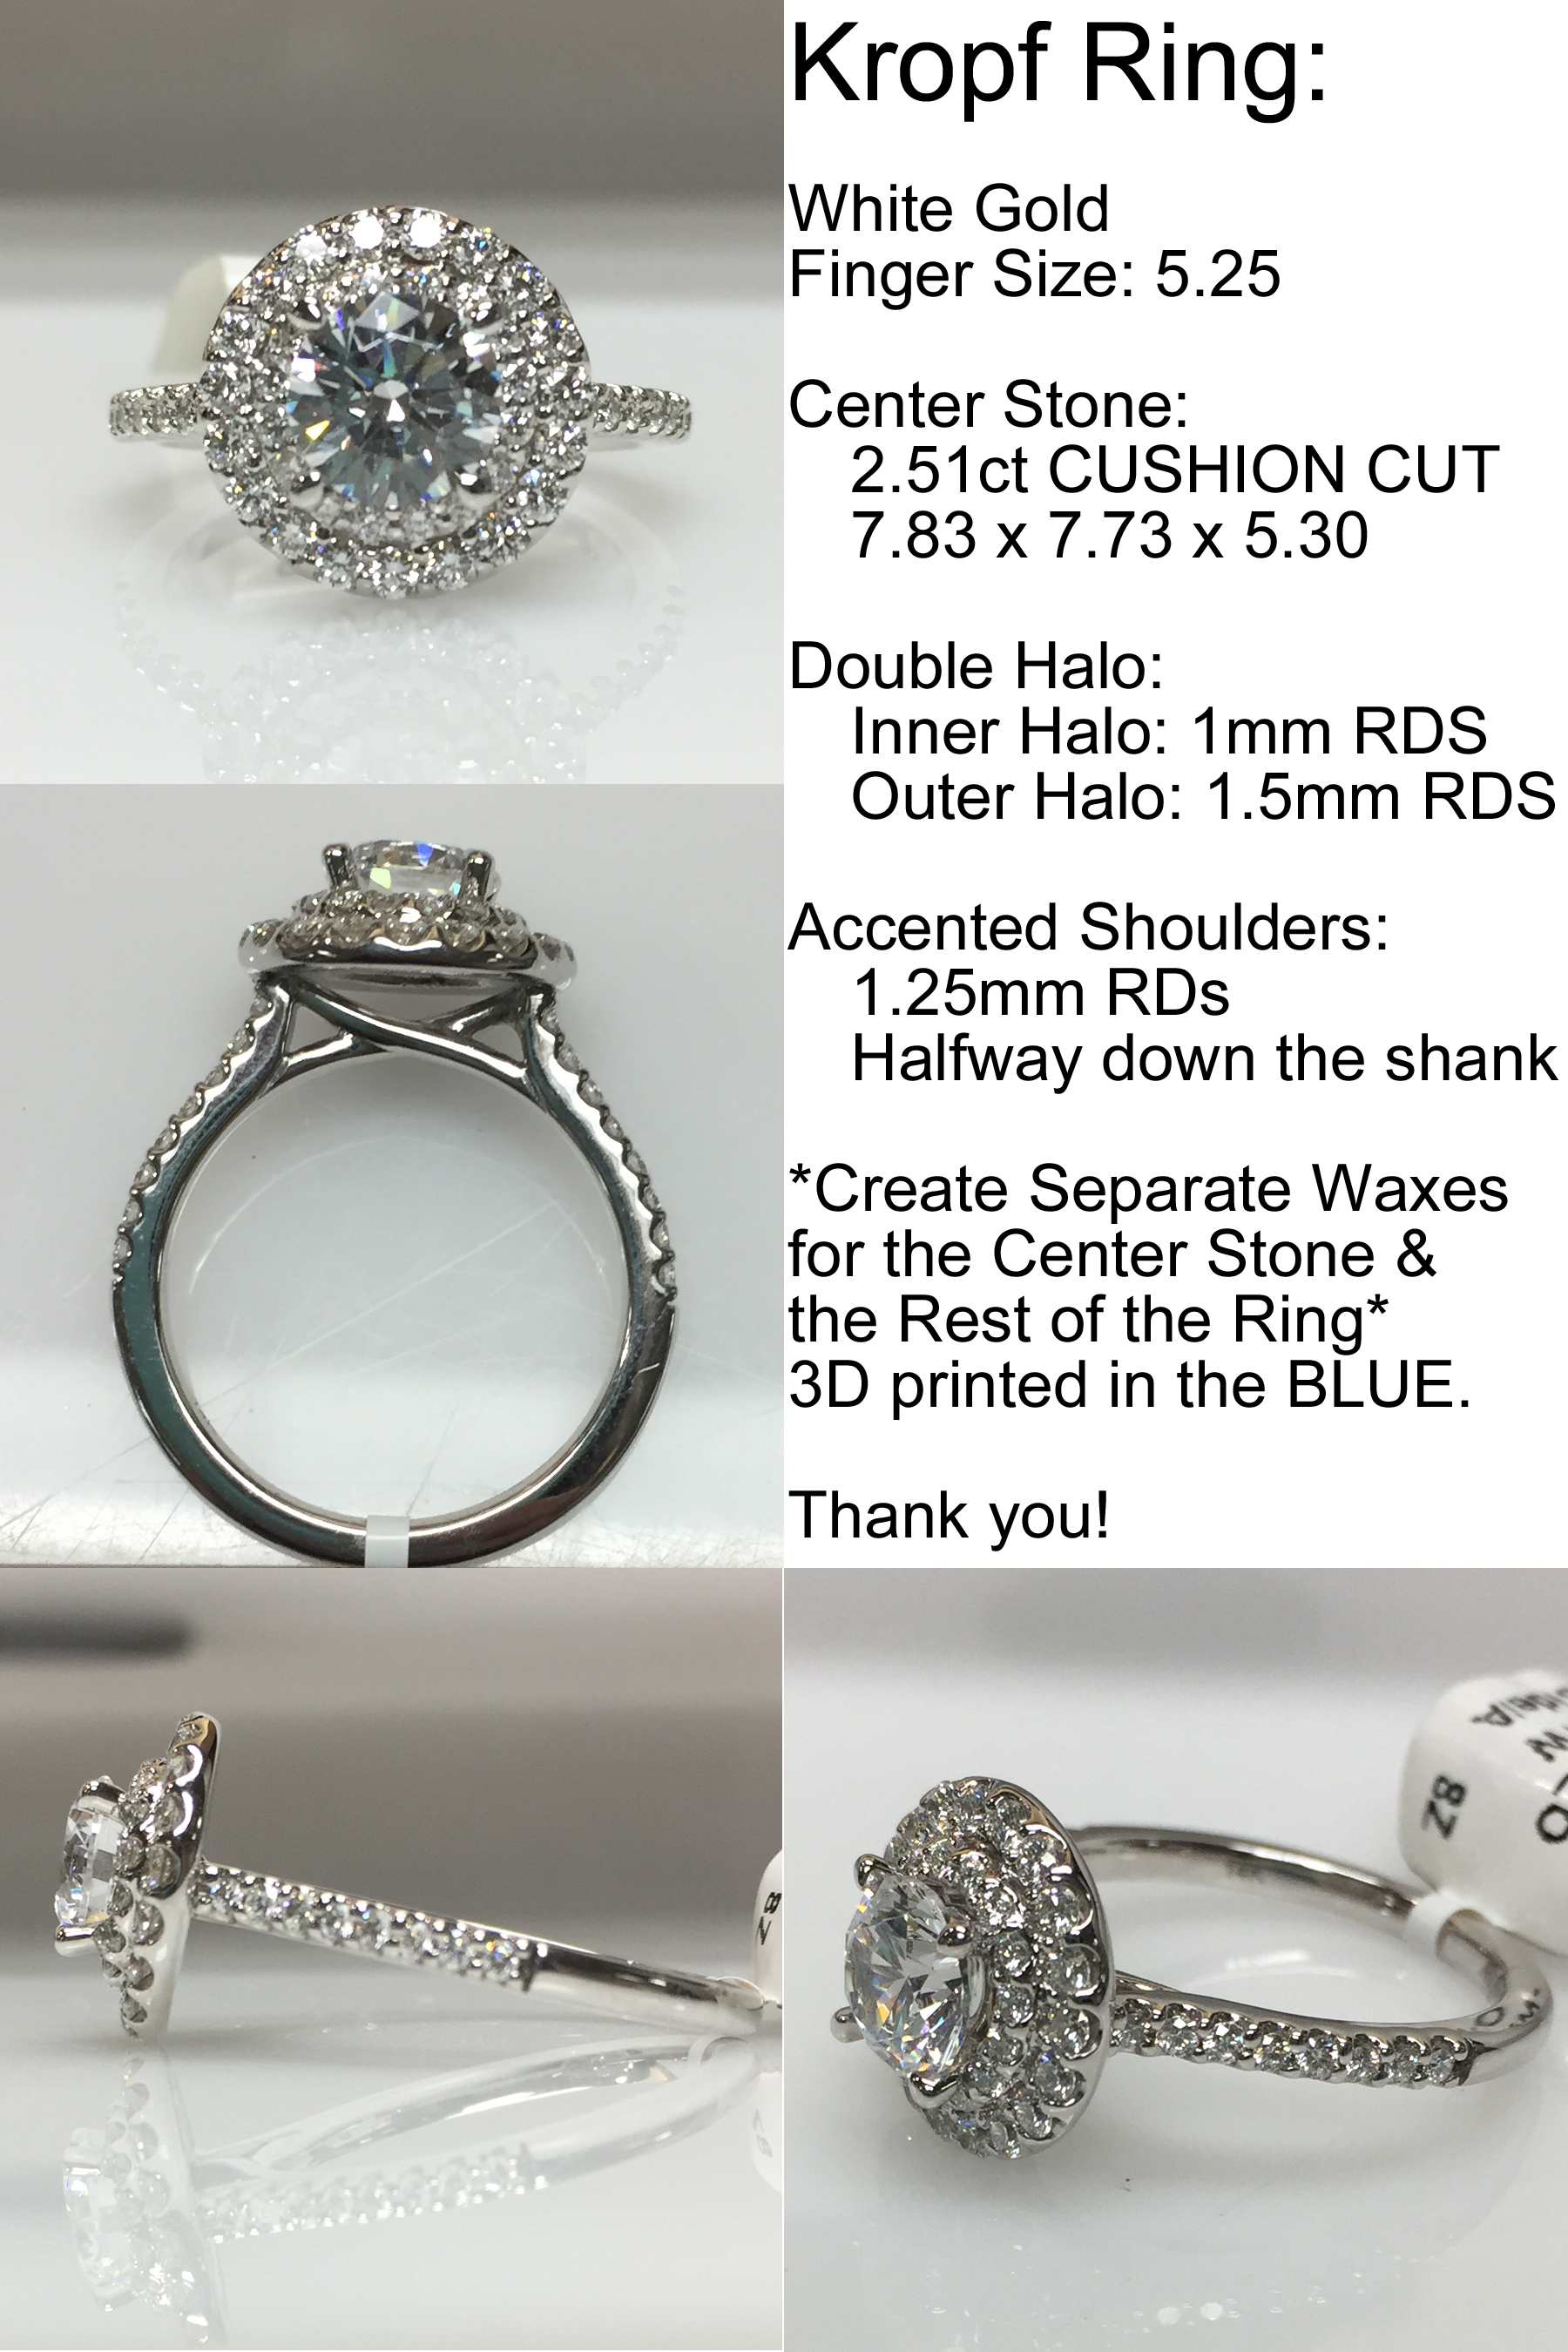 Kropf Ring:
White Gold
Finger Size: 5.25
Center Stone:
2.51ct CUSHION CUT
7.83 x 7.73 x 5.30
Double Halo:
Inner Halo: 1mm RDS
Outer Halo: 1.5mm RDS
Accented Shoulders:
1.25mm RDs
Halfway down the shank
*Create Separate Waxes
for the Center Stone &
the Rest of the Ring*
3D printed in the BLUE.
Thank you!
82